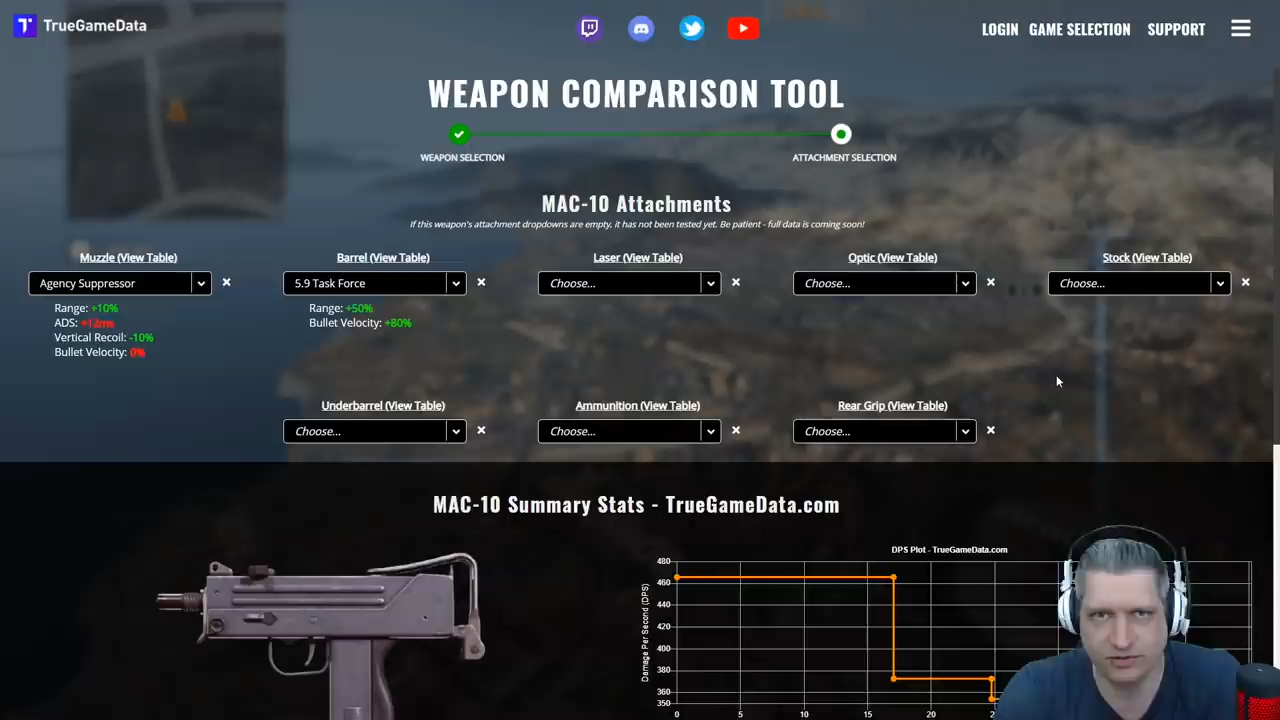 TrueGameData
LOGIN GAME SELECTION SUPPORT
WEAPON COMPARISON TOOL
WEAPON SELECTION
ATTACHMENT SELECTION
MAC-10 Attachments
If this weapon's attachment dropdowns are empty, it has not been tested yet. Be patient - full data is coming soon!
Muzzle (View Table)
Agency Suppressor
Range: +10%
ADS: +12ms
Vertical Recoil: -10%
Bullet Velocity: 0%
Barrel (View Table)
5.9 Task Force
Range: +50%
Bullet Velocity: +80%
Laser (View Table)
Choose...
Optic (View Table)
Choose...
Stock (View Table)
Choose...
Underbarrel (View Table)
Choose...
Ammunition (View Table)
Choose...
Rear Grip (View Table)
Choose...
MAC-10 Summary Stats - TrueGameData.com
DPS Plot - TrueGameData.com
Damage Per Second (DPS)
480
460
440
420
400
380
360
350
0 5 10 15 20